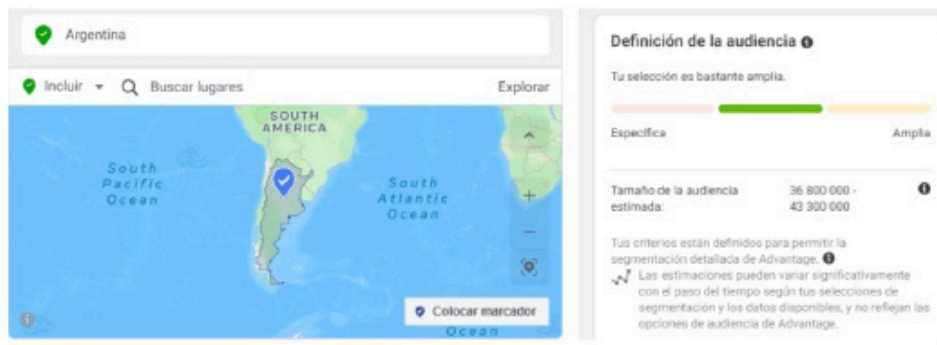 Argentina
Incluir
Buscar lugares
Explorar
SOUTH
AMERICA
South
Pacific
Ocean
South
Atlantic
Ocean
Colocar marcador
Ocean
Definición de la audiencia
Tu selección es bastante amplia.
Específica
Amplia
Tamaño de la audiencia
estimada:
36 800 000 -
43 300 000
Tus criterios están definidos para permitir la
segmentación detallada de Advantage.
Las estimaciones pueden variar significativamente
con el paso del tiempo según tus selecciones de
segmentación y los datos disponibles, y no reflejan las
opciones de audiencia de Advantage.